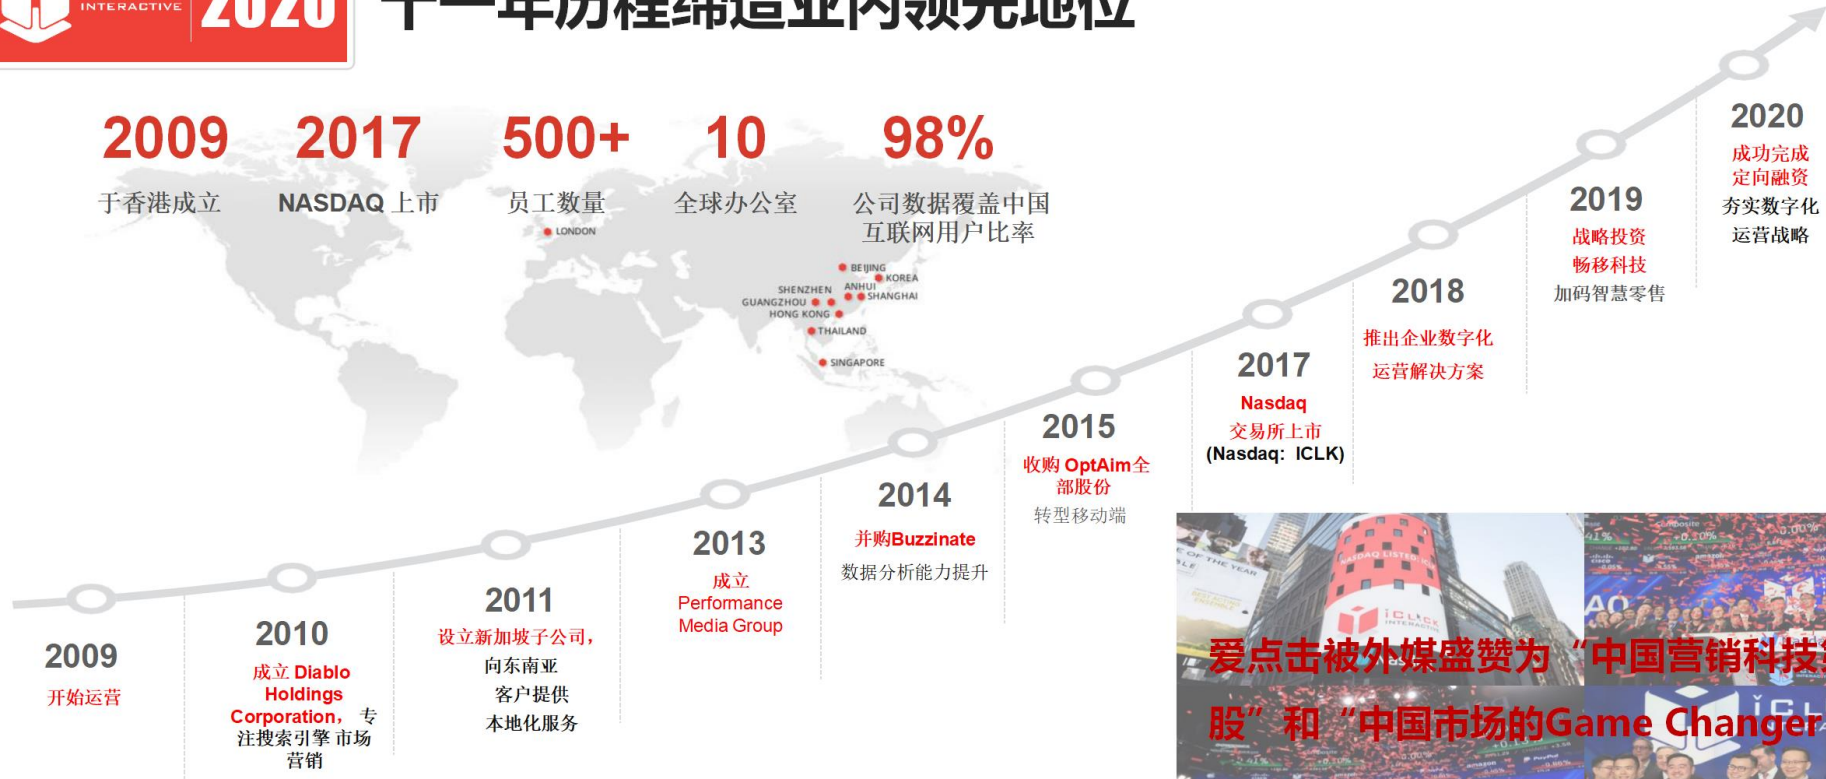 INTERACTIVE
2020
十一年历程缔造业内领先地位
2009
于香港成立
2017
NASDAQ 上市
500+
员工数量
10
全球办公室
98%
公司数据覆盖中国
互联网用户比率
LONDON
BEIJING
KOREA
SHENZHEN
ANHUI
GUANGZHOU
SHANGHAI
HONG KONG
THAILAND
SINGAPORE
2009
开始运营
2010
成立 Diablo
Holdings
Corporation， 专
注搜索引擎 市场
营销
2011
设立新加坡子公司，
向东南亚
客户提供
本地化服务
2013
成立
Performance
Media Group
2014
并购Buzzinate
数据分析能力提升
2015
收购 OptAim全
部股份
转型移动端
2017
Nasdaq
交易所上市
(Nasdaq: ICLK)
2018
推出企业数字化
运营解决方案
2019
战略投资
畅移科技
加码智慧零售
2020
成功完成
定向融资
夯实数字化
运营战略
OF THE YEAR
NASDAQ LISTED
iCLICK
INTERACTIVE
爱点击被外媒盛赞为“中国营销科技
股”和“中国市场的Game Changer